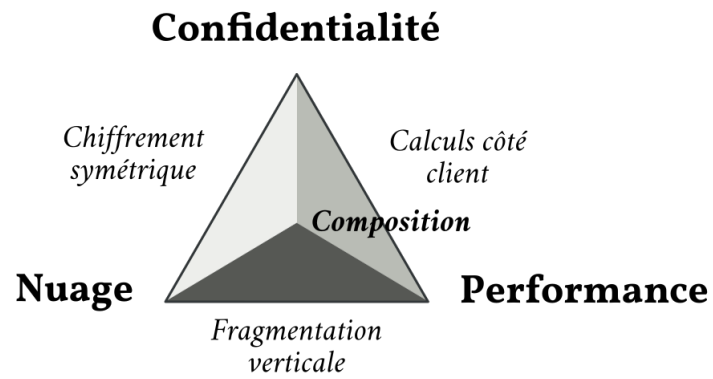 Confidentialité
Chiffrement
symétrique
Calculs côté
client
Composition
Nuage
Performance
Fragmentation
verticale